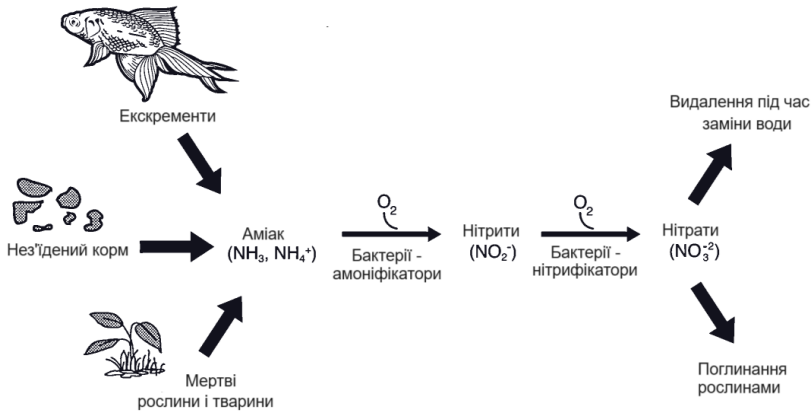 Екскременти
Видалення під час
заміни води
Нез'їдений корм
Аміак
(NH₃, NH₄⁺)
O₂
Бактерії -
амоніфікатори
Нітрити
(NO₂⁻)
O₂
Бактерії -
нітрифікатори
Нітрати
(NO₃⁻²)
Мертві
рослини і тварини
Поглинання
рослинами